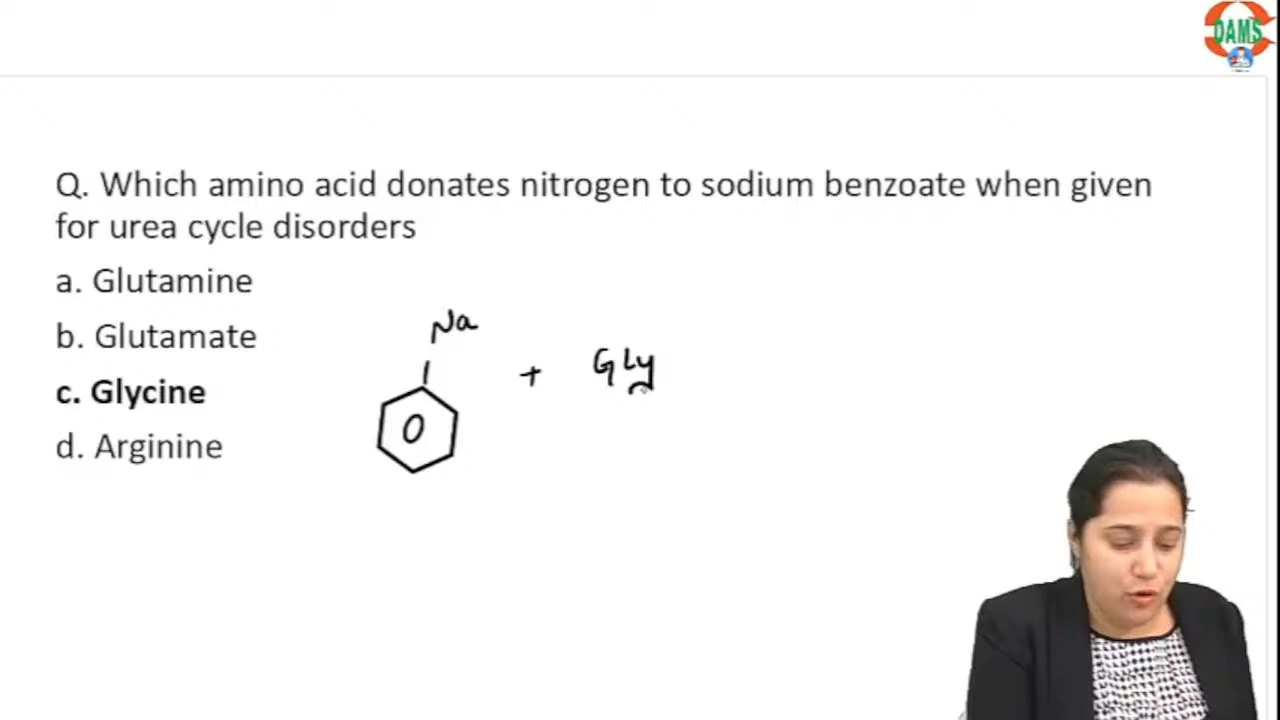 DAMS
Q. Which amino acid donates nitrogen to sodium benzoate when given
for urea cycle disorders
a. Glutamine
b. Glutamate
c. Glycine
d. Arginine
Na
+ Gly